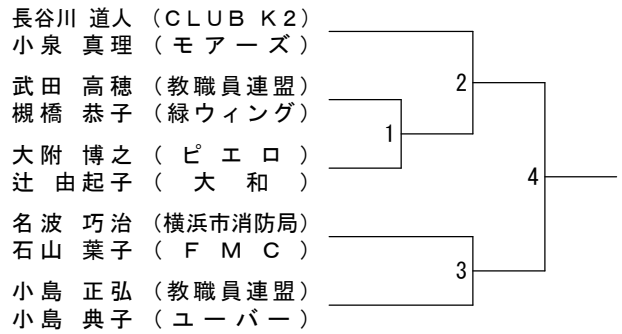 長谷川 道人 (CLUB K2)
小泉 真理 (モアーズ)
武田 高穂 (教職員連盟)
槻橋 恭子 (緑ウィング)
大附 博之 (ピエロ)
辻 由起子 (大和)
名波 巧治 (横浜市消防局)
石山 葉子 (FMC)
小島 正弘 (教職員連盟)
小島 典子 (ユーバー)
2
1
4
3